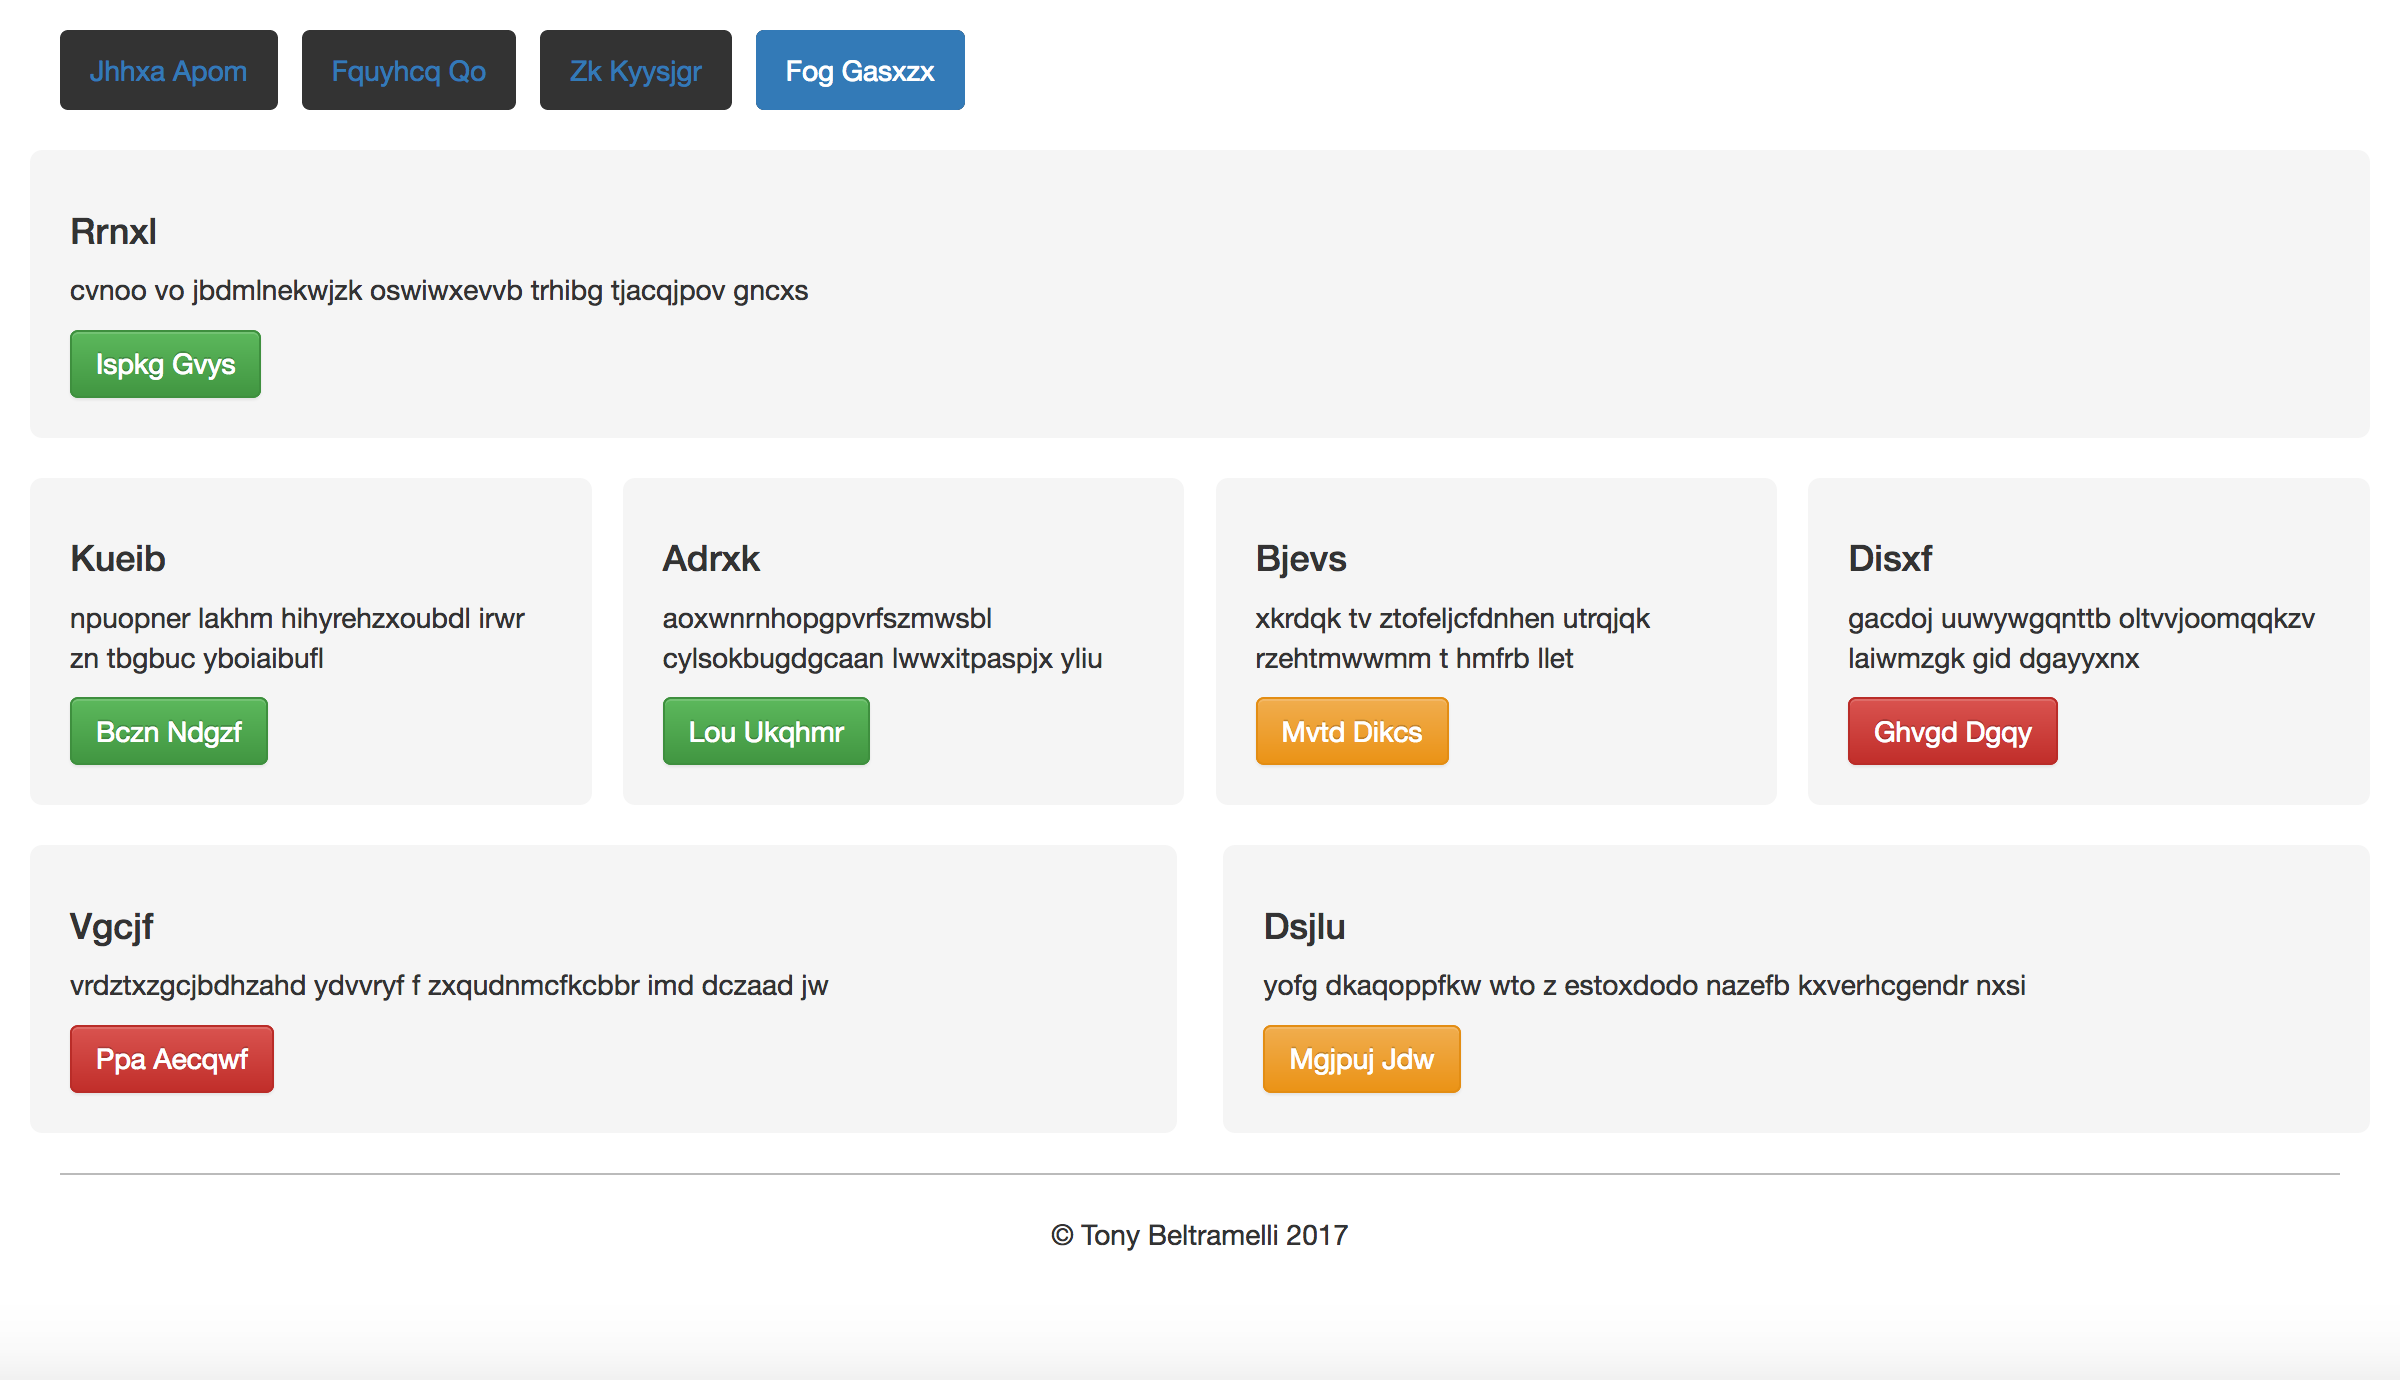 Jhhxa Apom Fquyhcq Qo Zk Kyysjgr Fog Gasxzx
Rrnxl
cvnoo vo jbdmlnekwjzk oswiwxevvb trhibg tjacqjpov gncxs
Ispkg Gvys
Kueib
npuopner lakhm hihyrehzxoubdl irwr
zn tbgbuc yboiaibufl
Bczn Ndgzf
Adrxk
aoxwnrnhopgpvrfszmwsbl
cylsokbugdgcaan lwwxitpaspjx yliu
Lou Ukqhmr
Bjevs
xkrdqk tv ztofeljcfdnhen utrqjqk
rzehtmwwmm t hmfrb llet
Mvtd Dikcs
Disxf
gacdoj uuwywgqnttb oltvvjoomqqkzv
laiwmzgk gid dgayyxnx
Ghvgd Dgqy
Vgcjf
vrdztxzgcjbdhzahd ydvvryf f zxqudnmcfkcbbr imd dczaad jw
Ppa Aecqwf
Dsjlu
yofg dkaqoppfkw wto z estoxdodo nazefb kxverhcgendr nxsi
Mgjpuj Jdw
© Tony Beltramelli 2017